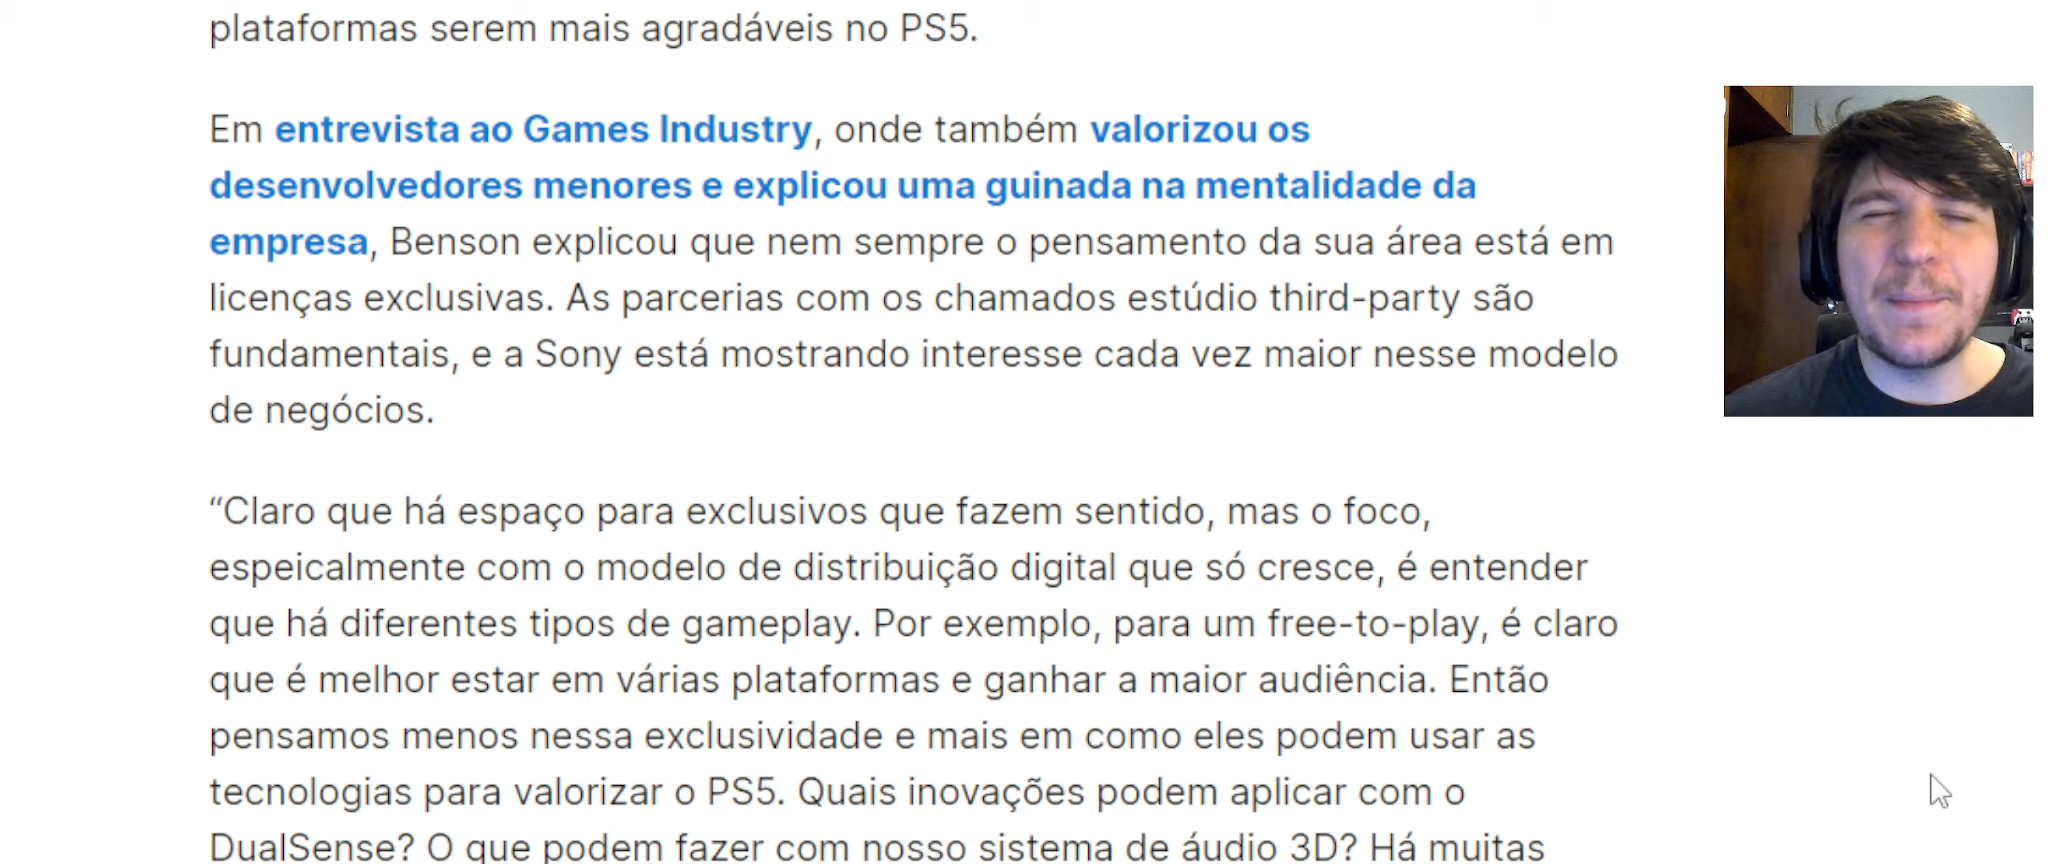 plataformas serem mais agradáveis no PS5.
Em entrevista ao Games Industry, onde também valorizou os
desenvolvedores menores e explicou uma guinada na mentalidade da
empresa, Benson explicou que nem sempre o pensamento da sua área está em
licenças exclusivas. As parcerias com os chamados estúdio third-party são
fundamentais, e a Sony está mostrando interesse cada vez maior nesse modelo
de negócios.
“Claro que há espaço para exclusivos que fazem sentido, mas o foco,
espeicalmente com o modelo de distribuição digital que só cresce, é entender
que há diferentes tipos de gameplay. Por exemplo, para um free-to-play, é claro
que é melhor estar em várias plataformas e ganhar a maior audiência. Então
pensamos menos nessa exclusividade e mais em como eles podem usar as
tecnologias para valorizar o PS5. Quais inovações podem aplicar com o
DualSense? O que podem fazer com nosso sistema de áudio 3D? Há muitas